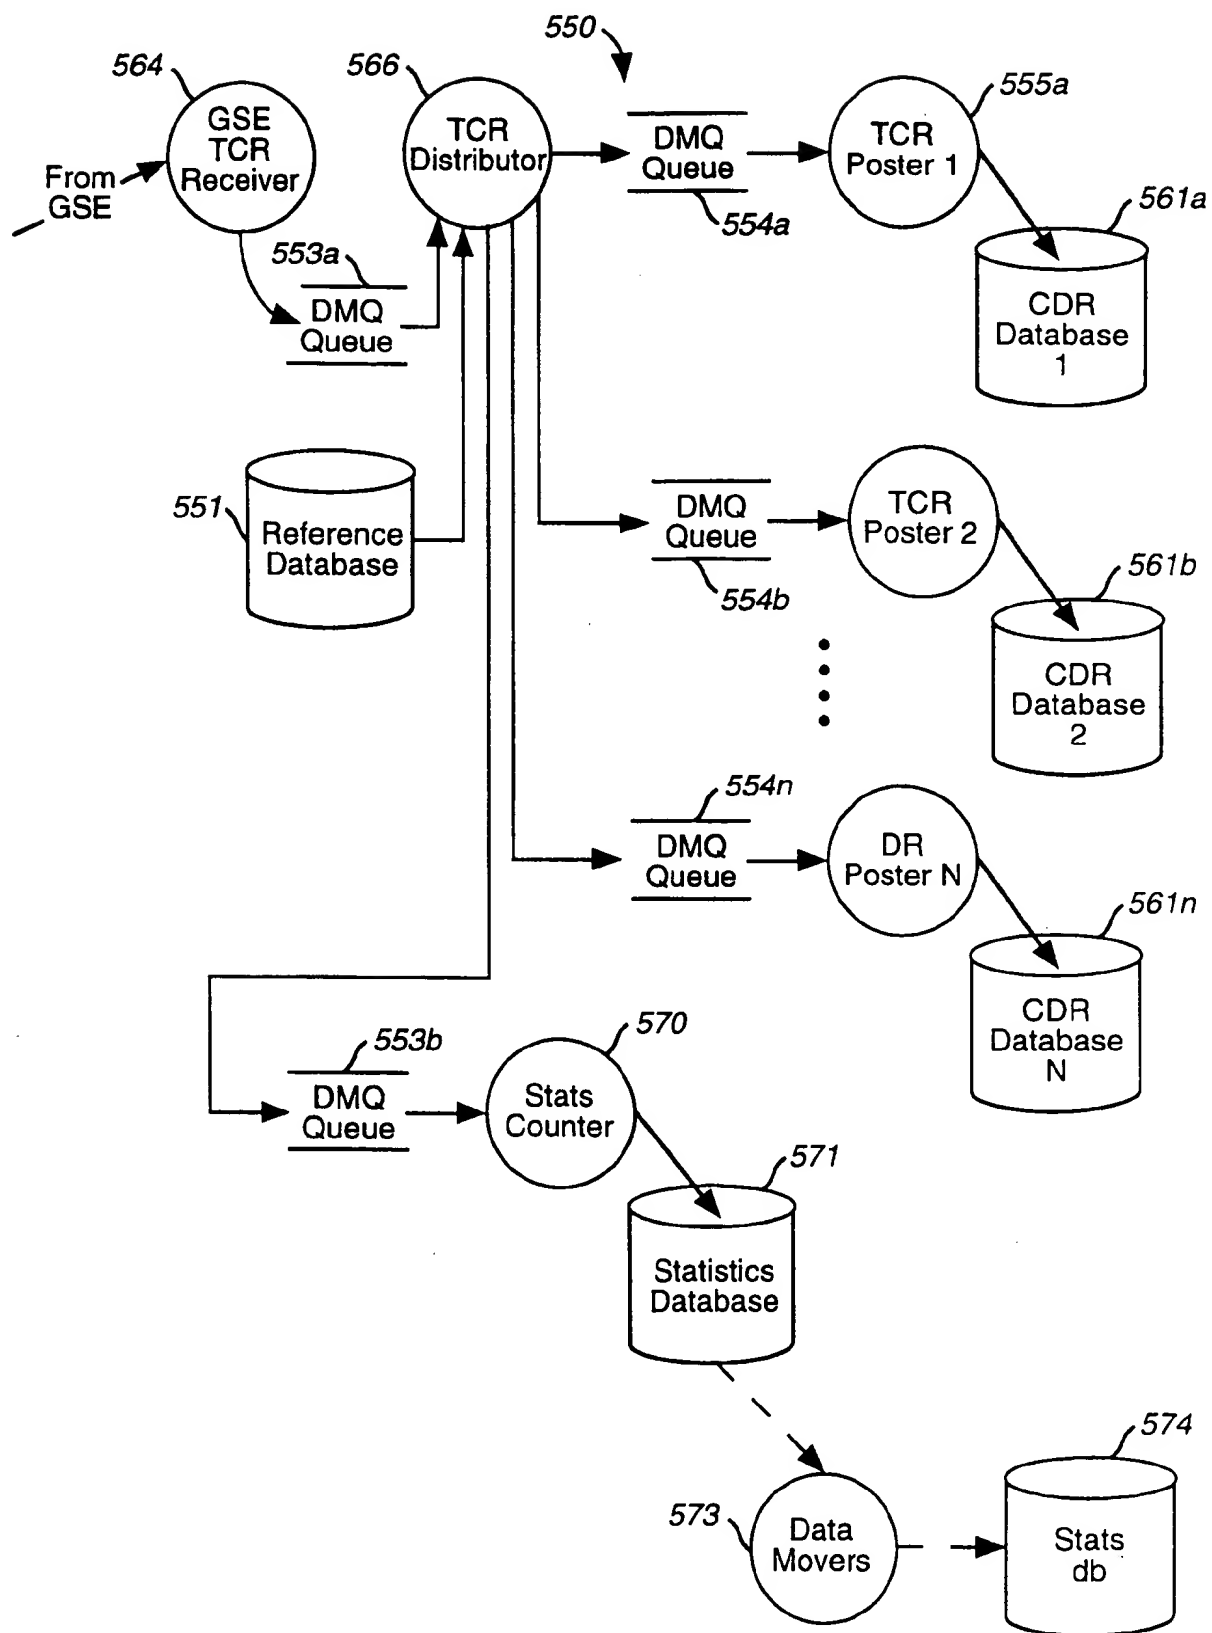 550
564
566
555a
GSE
TCR
Receiver
TCR
Distributor
DMQ
Queue
TCR
Poster 1
From
GSE
554a
561a
553a
DMQ
Queue
CDR
Database
1
551
Reference
Database
DMQ
Queue
TCR
Poster 2
554b
561b
CDR
Database
2
554n
DMQ
Queue
DR
Poster N
561n
CDR
Database
N
553b
570
DMQ
Queue
Stats
Counter
571
Statistics
Database
574
573
Data
Movers
Stats
db